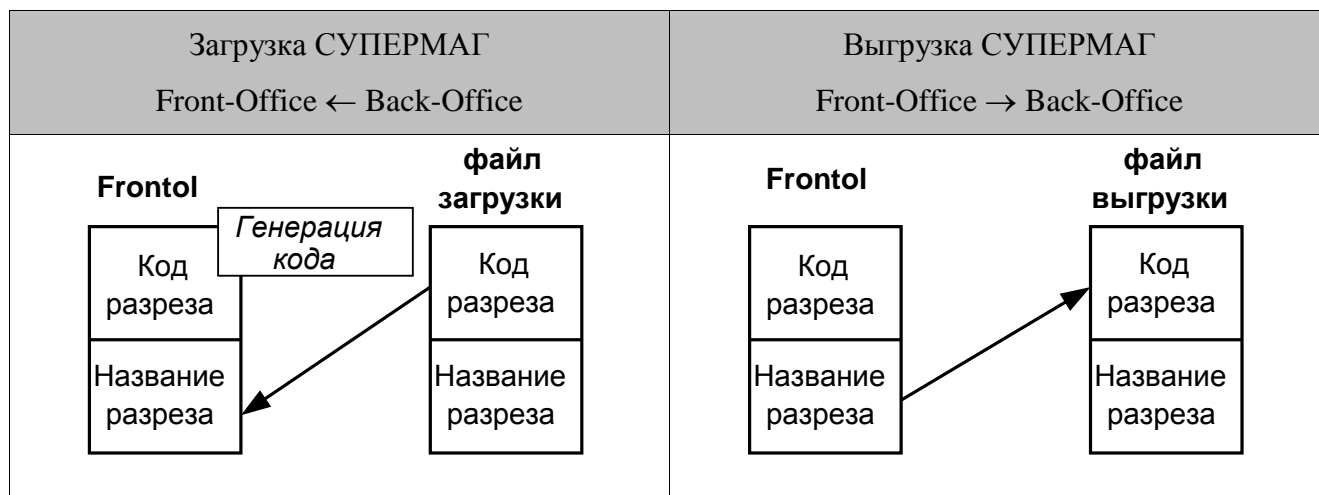 Загрузка СУПЕРМАГ
Front-Office ← Back-Office
Выгрузка СУПЕРМАГ
Front-Office → Back-Office
Frontol
файл
загрузки
Генерация
кода
Код
разреза
Название
разреза
Код
разреза
Название
разреза
Frontol
файл
выгрузки
Код
разреза
Название
разреза
Код
разреза
Название
разреза